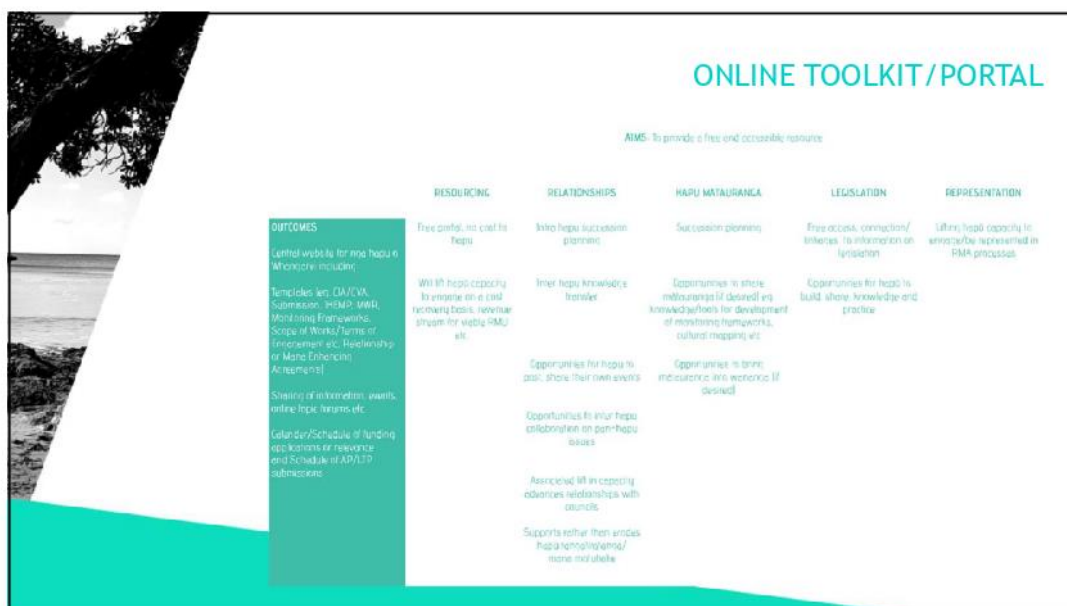 ONLINE TOOLKIT/PORTAL
AIMS- To provide a free and accessible resource
RESOURCING
RELATIONSHIPS
HAPU MATAURANGA
LEGISLATION
REPRESENTATION
OUTCOMES
Central website for nga hapu o
Whangarei including
Templates (eg, CIA/CVA,
Submission, IHEMP, MWR,
Monitoring Frameworks,
Scope of Works/Terms of
Engagement etc, Relationship
or Mana Enhancing
Agreements)
Sharing of information, events,
online topic forums etc
Calander/Schedule of funding
applications or relevance
and Schedule of AP/LTP
submissions
Free portal, no cost to
hapu
Will lift hapu capacity
to engage on a cost
recovery basis, revenue
stream for viable RMU
etc.
Intra hapu succession
planning
Inter hapu knowledge
transfer
Opportunities for hapu to
post, share their own events
Opportunities to inter hapu
collaboration on pan-hapu
issues
Associated lift in capacity
advances relationships with
councils
Supports rather than erodes
hapu rangatiratanga/
mana motuhake
Succession planning
Opportunities to share
mātauranga (if desired) eg
knowledge/tools for development
of monitoring frameworks,
cultural mapping etc
Opportunities to bring
mātauranga into wananga (if
desired)
Free access, connection/
linkages, to information on
legislation
Opportunities for hapū to
build, share, knowledge and
practice
Lifting hapū capacity to
engage/be represented in
RMA processes